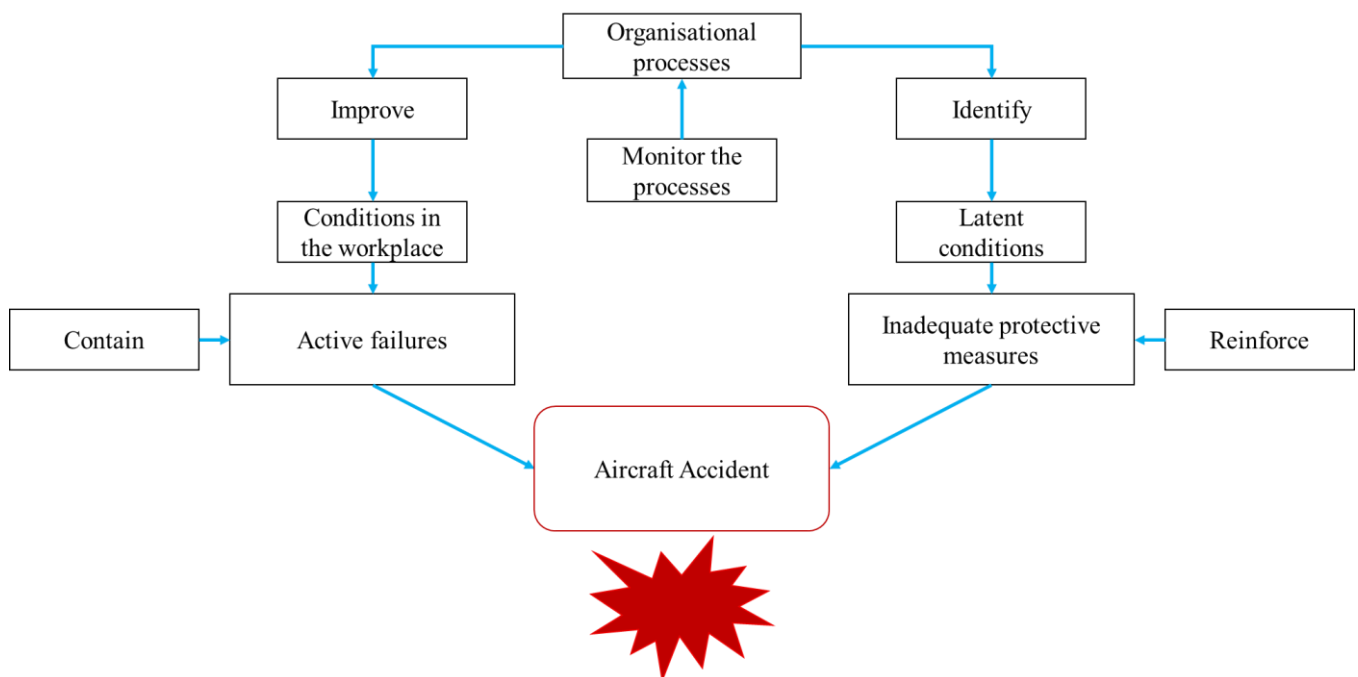 Organisational
processes
Improve
Identify
Monitor the
processes
Conditions in
the workplace
Latent
conditions
Contain
Active failures
Inadequate protective
measures
Reinforce
Aircraft Accident